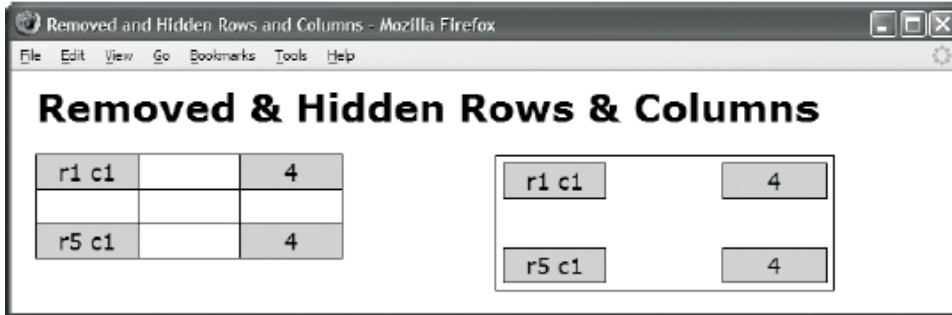 Removed and Hidden Rows and Columns - Mozilla Firefox
File Edit View Go Bookmarks Tools Help
Removed & Hidden Rows & Columns
r1 c1 4
r5 c1 4
r1 c1 4
r5 c1 4